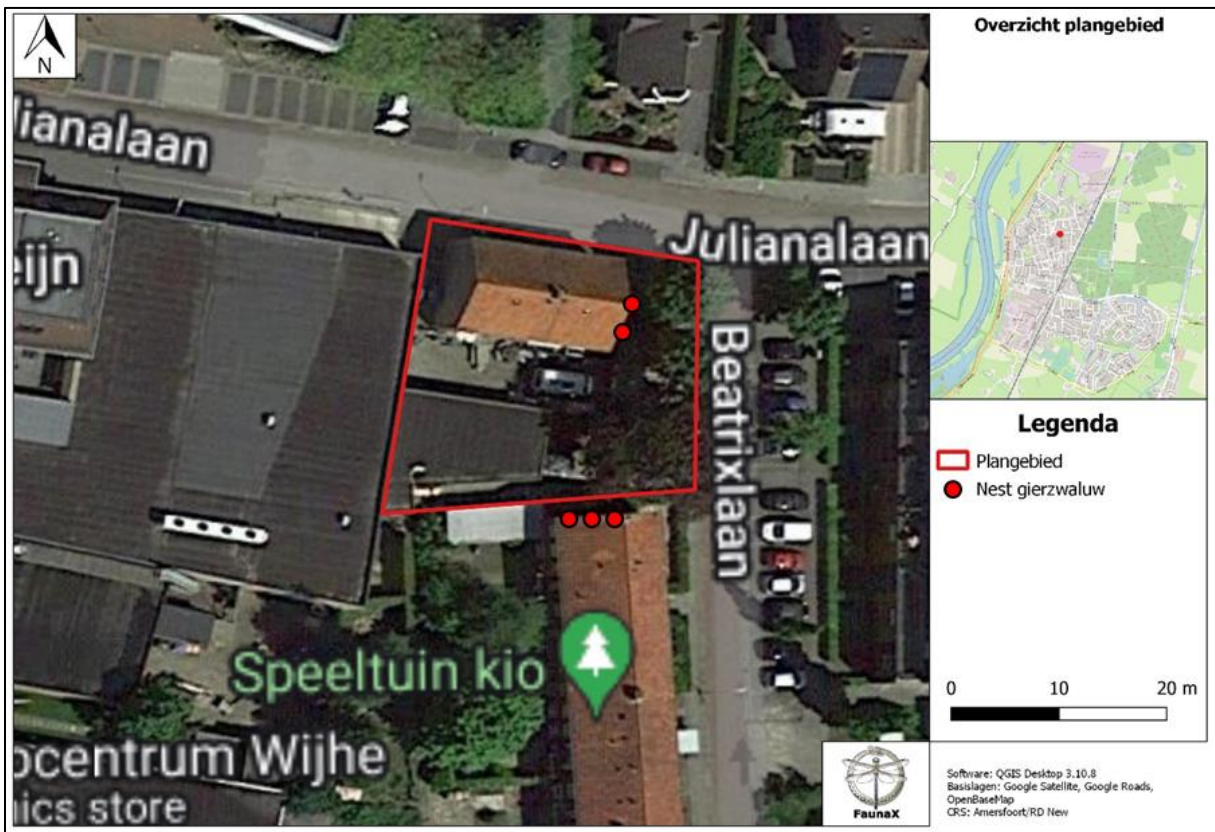 N
lianalaan
eijn
Julianalaan
Beatrixlaan
Speeltuin kio
ocentrum Wijhe
nics store
Overzicht plangebied
Legenda
Plangebied
Nest gierzwaluw
0 10 20 m
FaunaX
Software: QGIS Desktop 3.10.8
Basislagen: Google Satellite, Google Roads,
OpenBaseMap
CRS: Amersfoort/RD New